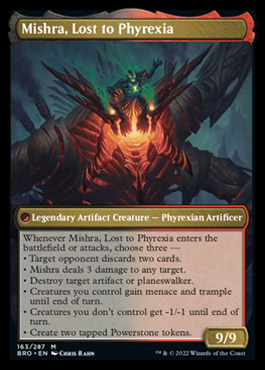 Mishra, Lost to Phyrexia
Legendary Artifact Creature — Phyrexian Artificer
Whenever Mishra, Lost to Phyrexia enters the
battlefield or attacks, choose three —
• Target opponent discards two cards.
• Mishra deals 3 damage to any target.
• Destroy target artifact or planeswalker.
• Creatures you control gain menace and trample
until end of turn.
• Creatures you don't control get -1/-1 until end of
turn.
• Create two tapped Powerstone tokens.
9/9
163/287 M
BRO • EN Chris Rahn
™ & © 2022 Wizards of the Coast